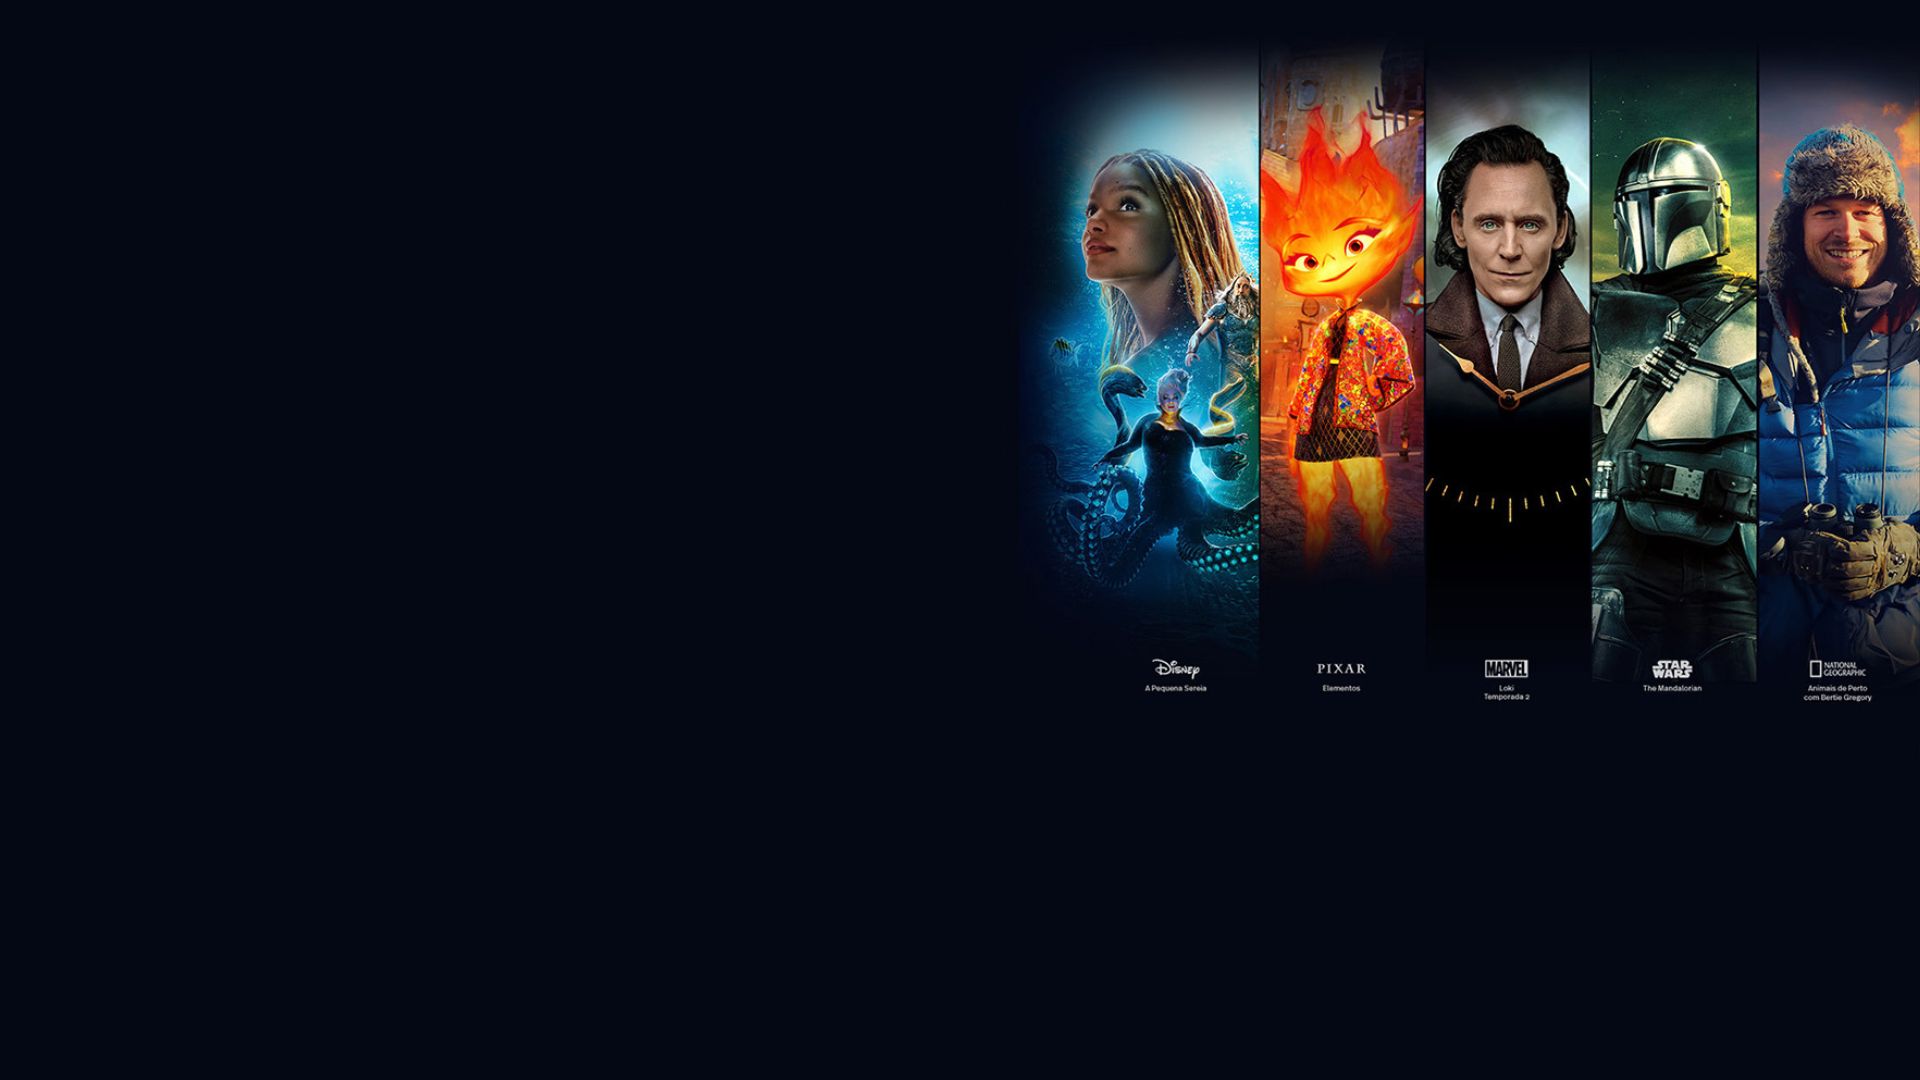 Disney
A Pequena Sereia
PIXAR
Elementos
MARVEL
Loki
Temporada 2
STAR
WARS
The Mandalorian
NATIONAL
GEOGRAPHIC
Animais de Perto
com Bertie Gregory